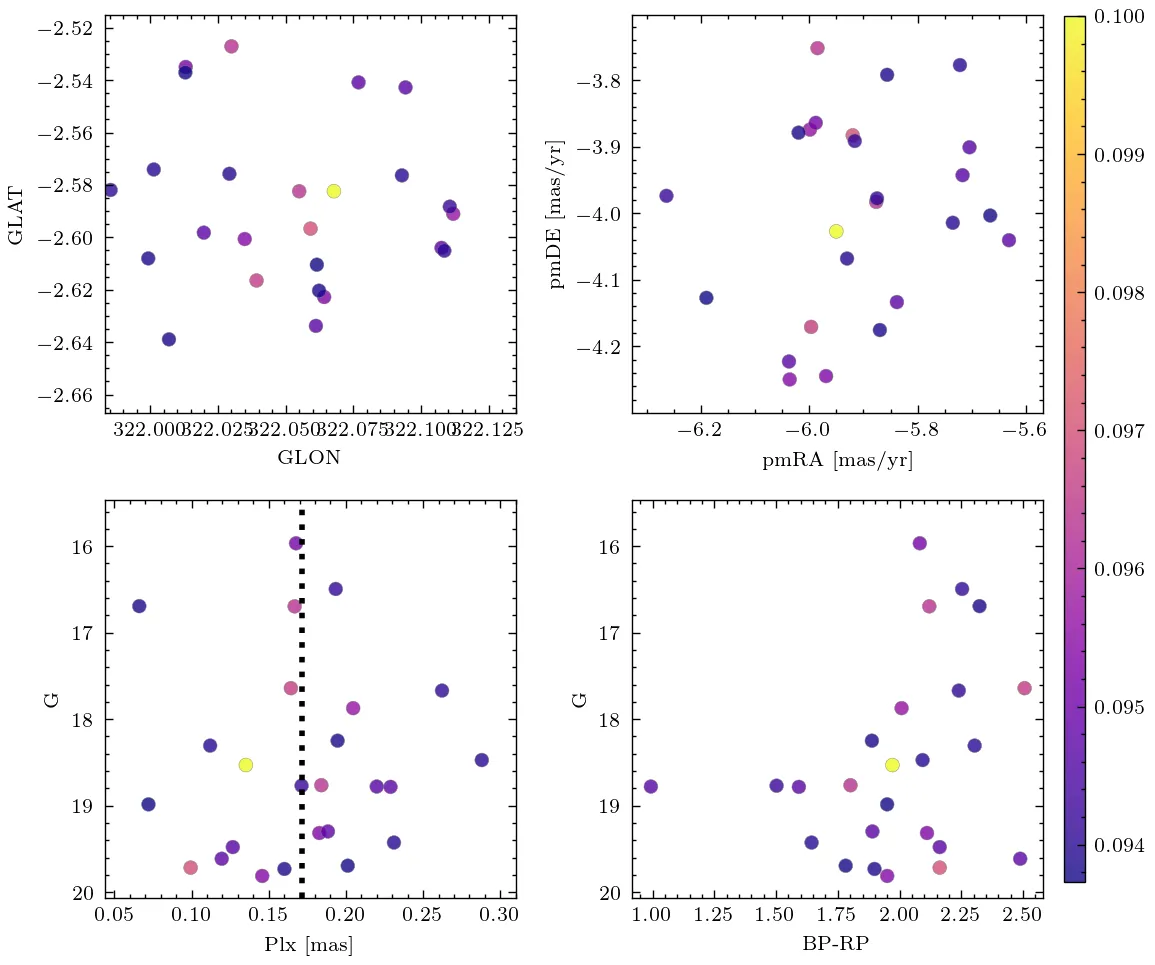 −2.52
−2.54
−2.56
−2.58
−2.60
−2.62
−2.64
−2.66
GLAT
322.000 322.025 322.050 322.075 322.100 322.125
GLON
−3.8
−3.9
−4.0
−4.1
−4.2
pmDE [mas/yr]
−6.2 −6.0 −5.8 −5.6
pmRA [mas/yr]
0.100
0.099
0.098
0.097
0.096
0.095
0.094
16
17
18
19
20
G
0.05 0.10 0.15 0.20 0.25 0.30
Plx [mas]
16
17
18
19
20
G
1.00 1.25 1.50 1.75 2.00 2.25 2.50
BP-RP